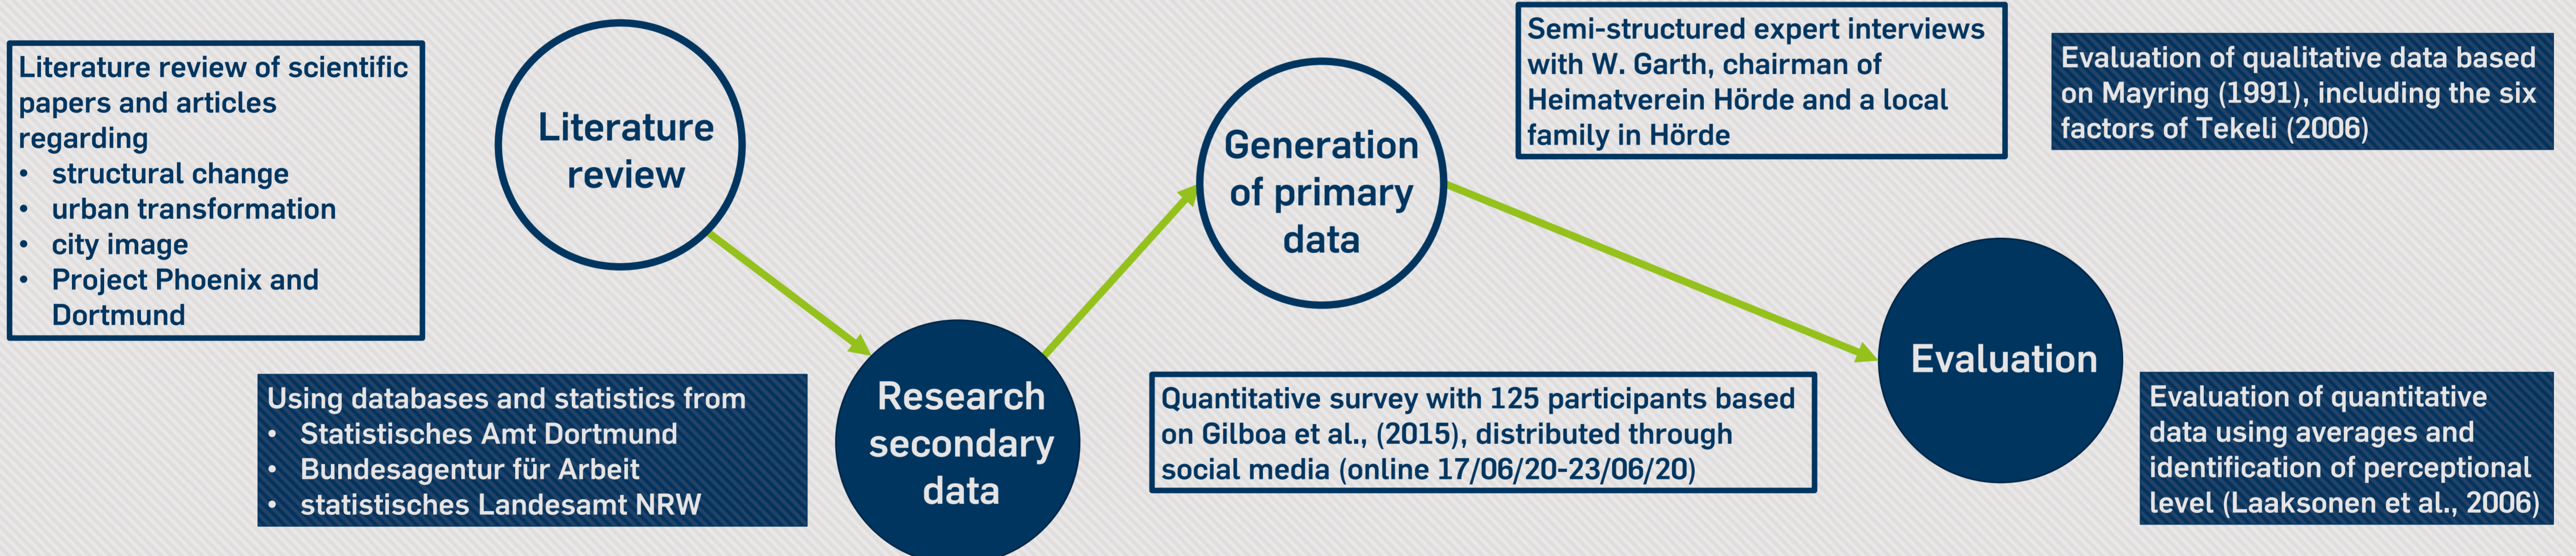 Literature review of scientific
papers and articles
regarding
• structural change
• urban transformation
• city image
• Project Phoenix and
Dortmund
Literature
review
Using databases and statistics from
• Statistisches Amt Dortmund
• Bundesagentur für Arbeit
• statistisches Landesamt NRW
Research
secondary
data
Generation
of primary
data
Semi-structured expert interviews
with W. Garth, chairman of
Heimatverein Hörde and a local
family in Hörde
Quantitative survey with 125 participants based
on Gilboa et al., (2015), distributed through
social media (online 17/06/20-23/06/20)
Evaluation of qualitative data based
on Mayring (1991), including the six
factors of Tekeli (2006)
Evaluation
Evaluation of quantitative
data using averages and
identification of perceptional
level (Laaksonen et al., 2006)